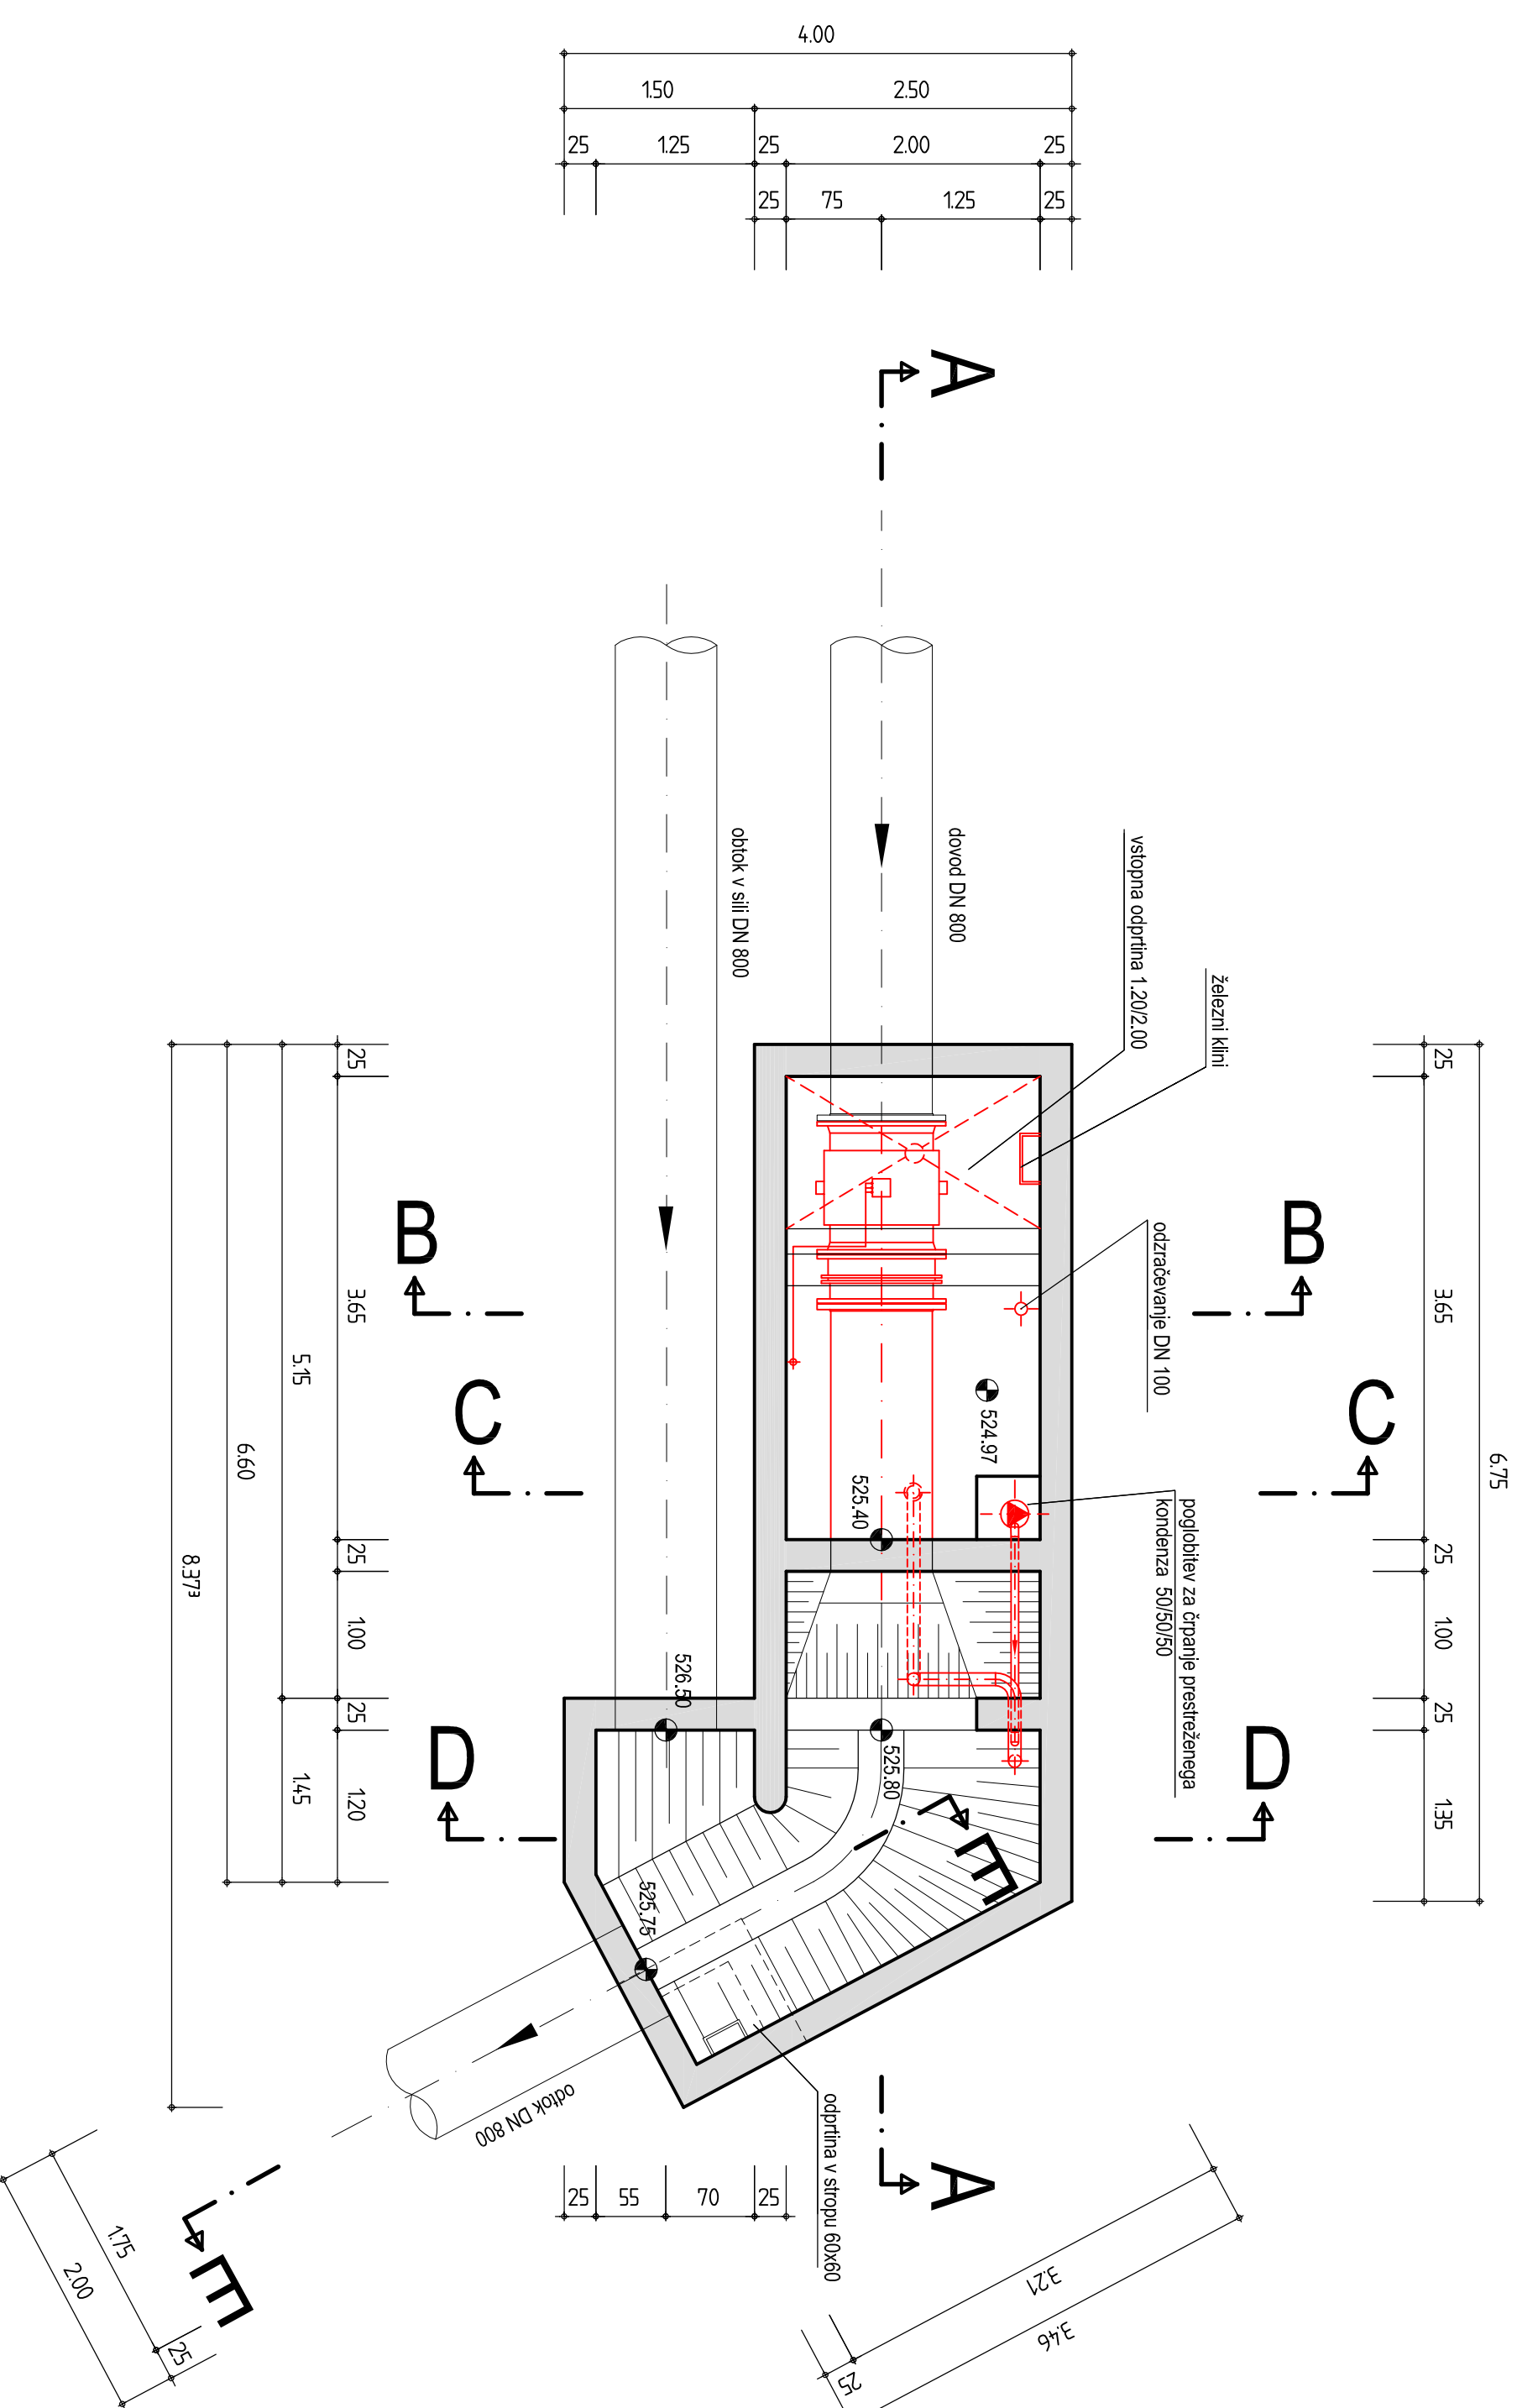 4.00
1.50
2.50
25
1.25
25
2.00
25
25
75
1.25
25
A
A
B
B
C
C
D
D
E
E
dovod DN 800
obtok v sili DN 800
vstopna odprtina 1.20/2.00
železni klini
odzračevanje DN 100
poglobitev za črpanje prestreženega
kondenza 50/50/50
odprtina v stropu 60x60
odtok DN 800
524.97
525.40
526.50
525.80
525.75
6.75
25
3.65
25
1.00
25
1.35
25
3.65
25
1.00
25
1.20
5.15
1.45
6.60
8.37³
25
55
70
25
1.75
25
2.00
3.21
25
3.46